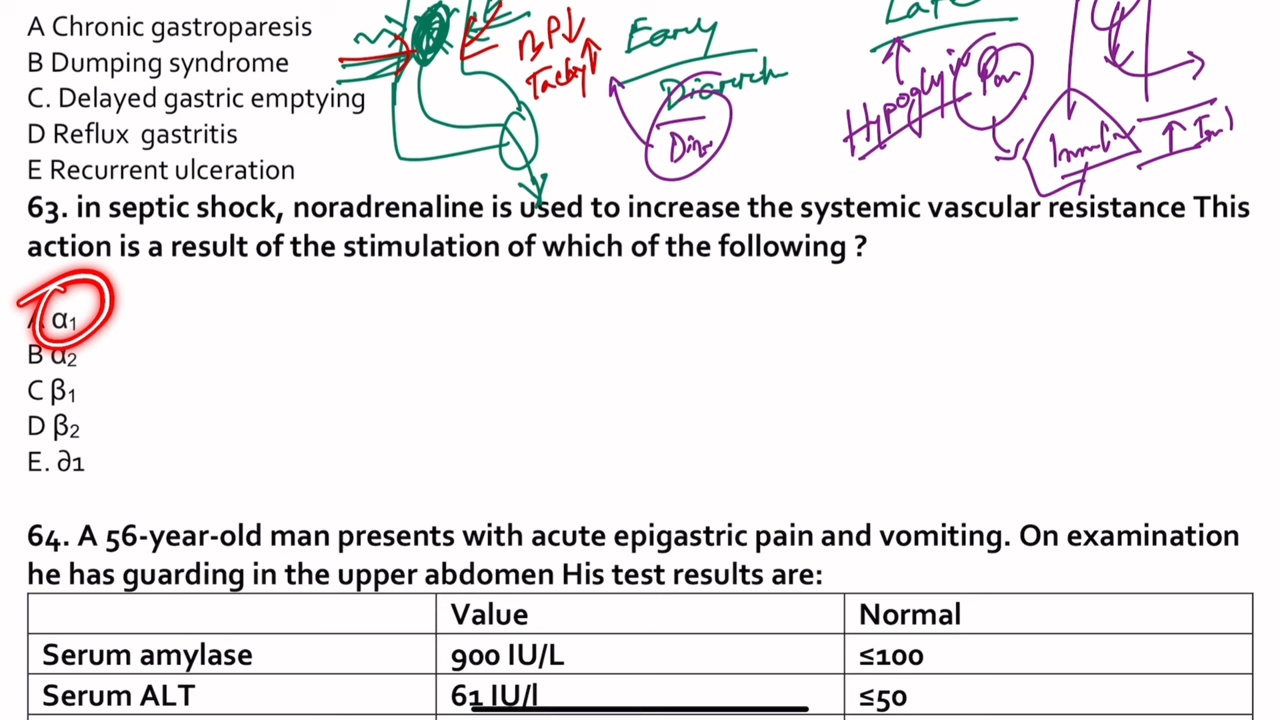 A Chronic gastroparesis
B Dumping syndrome
C. Delayed gastric emptying
D Reflux gastritis
E Recurrent ulceration
BP↓
Tachy↑
Early
Late
Hypoglyc
63. in septic shock, noradrenaline is used to increase the systemic vascular resistance This
action is a result of the stimulation of which of the following ?
A α₁
B α₂
C β₁
D β₂
E. ∂1
64. A 56-year-old man presents with acute epigastric pain and vomiting. On examination
he has guarding in the upper abdomen His test results are:
Value Normal
Serum amylase 900 IU/L ≤100
Serum ALT 61 IU/l ≤50